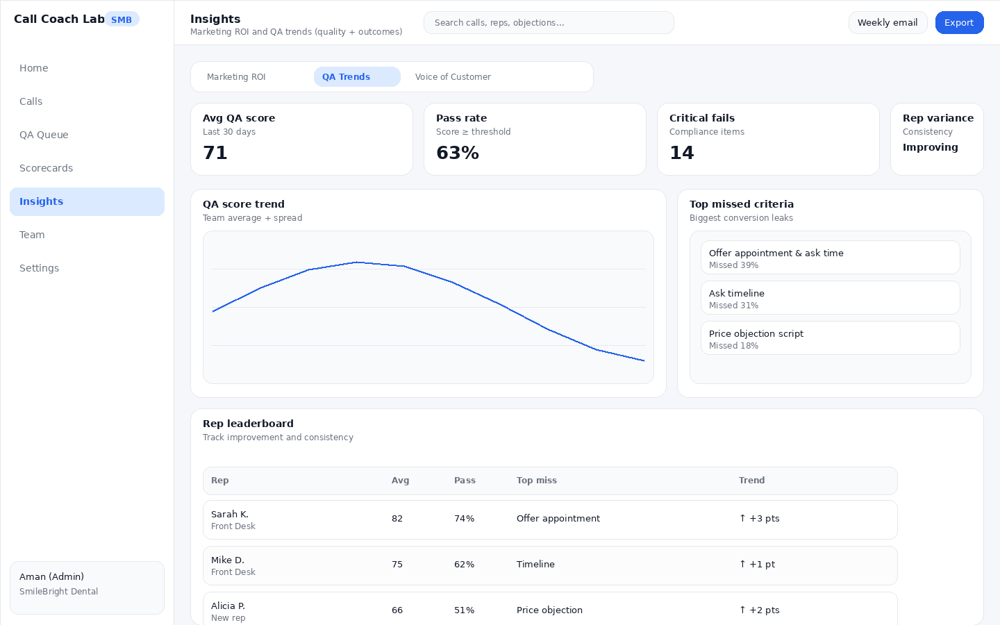 Call Coach Lab SMB
Home
Calls
QA Queue
Scorecards
Insights
Team
Settings
Aman (Admin)
SmileBright Dental
Insights
Marketing ROI and QA trends (quality + outcomes)
Search calls, reps, objections...
Weekly email
Export
Marketing ROI
QA Trends
Voice of Customer
Avg QA score
Last 30 days
71
Pass rate
Score ≥ threshold
63%
Critical fails
Compliance items
14
Rep variance
Consistency
Improving
QA score trend
Team average + spread
Top missed criteria
Biggest conversion leaks
Offer appointment & ask time
Missed 39%
Ask timeline
Missed 31%
Price objection script
Missed 18%
Rep leaderboard
Track improvement and consistency
Rep Avg Pass Top miss Trend
Sarah K.
Front Desk
82 74% Offer appointment ↑ +3 pts
Mike D.
Front Desk
75 62% Timeline ↑ +1 pt
Alicia P.
New rep
66 51% Price objection ↑ +2 pts